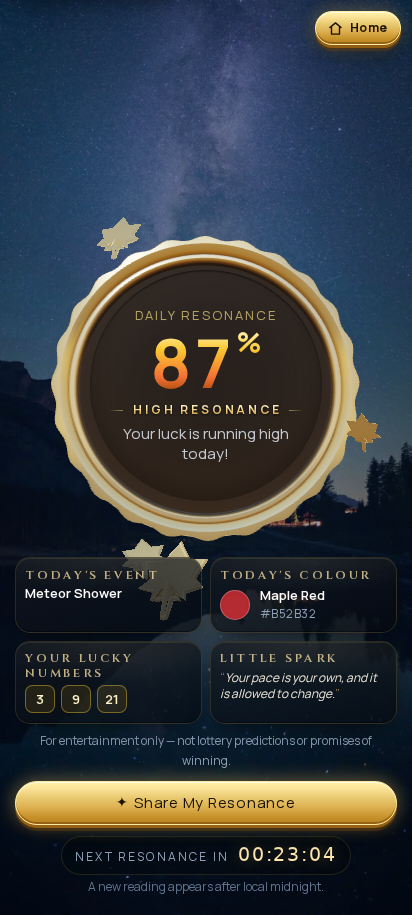 Home
DAILY RESONANCE
87%
HIGH RESONANCE
Your luck is running high
today!
TODAY'S EVENT
Meteor Shower
TODAY'S COLOUR
Maple Red
#B52B32
YOUR LUCKY
NUMBERS
3 9 21
LITTLE SPARK
“Your pace is your own, and it
is allowed to change.”
For entertainment only — not lottery predictions or promises of
winning.
✦ Share My Resonance
NEXT RESONANCE IN 00:23:04
A new reading appears after local midnight.